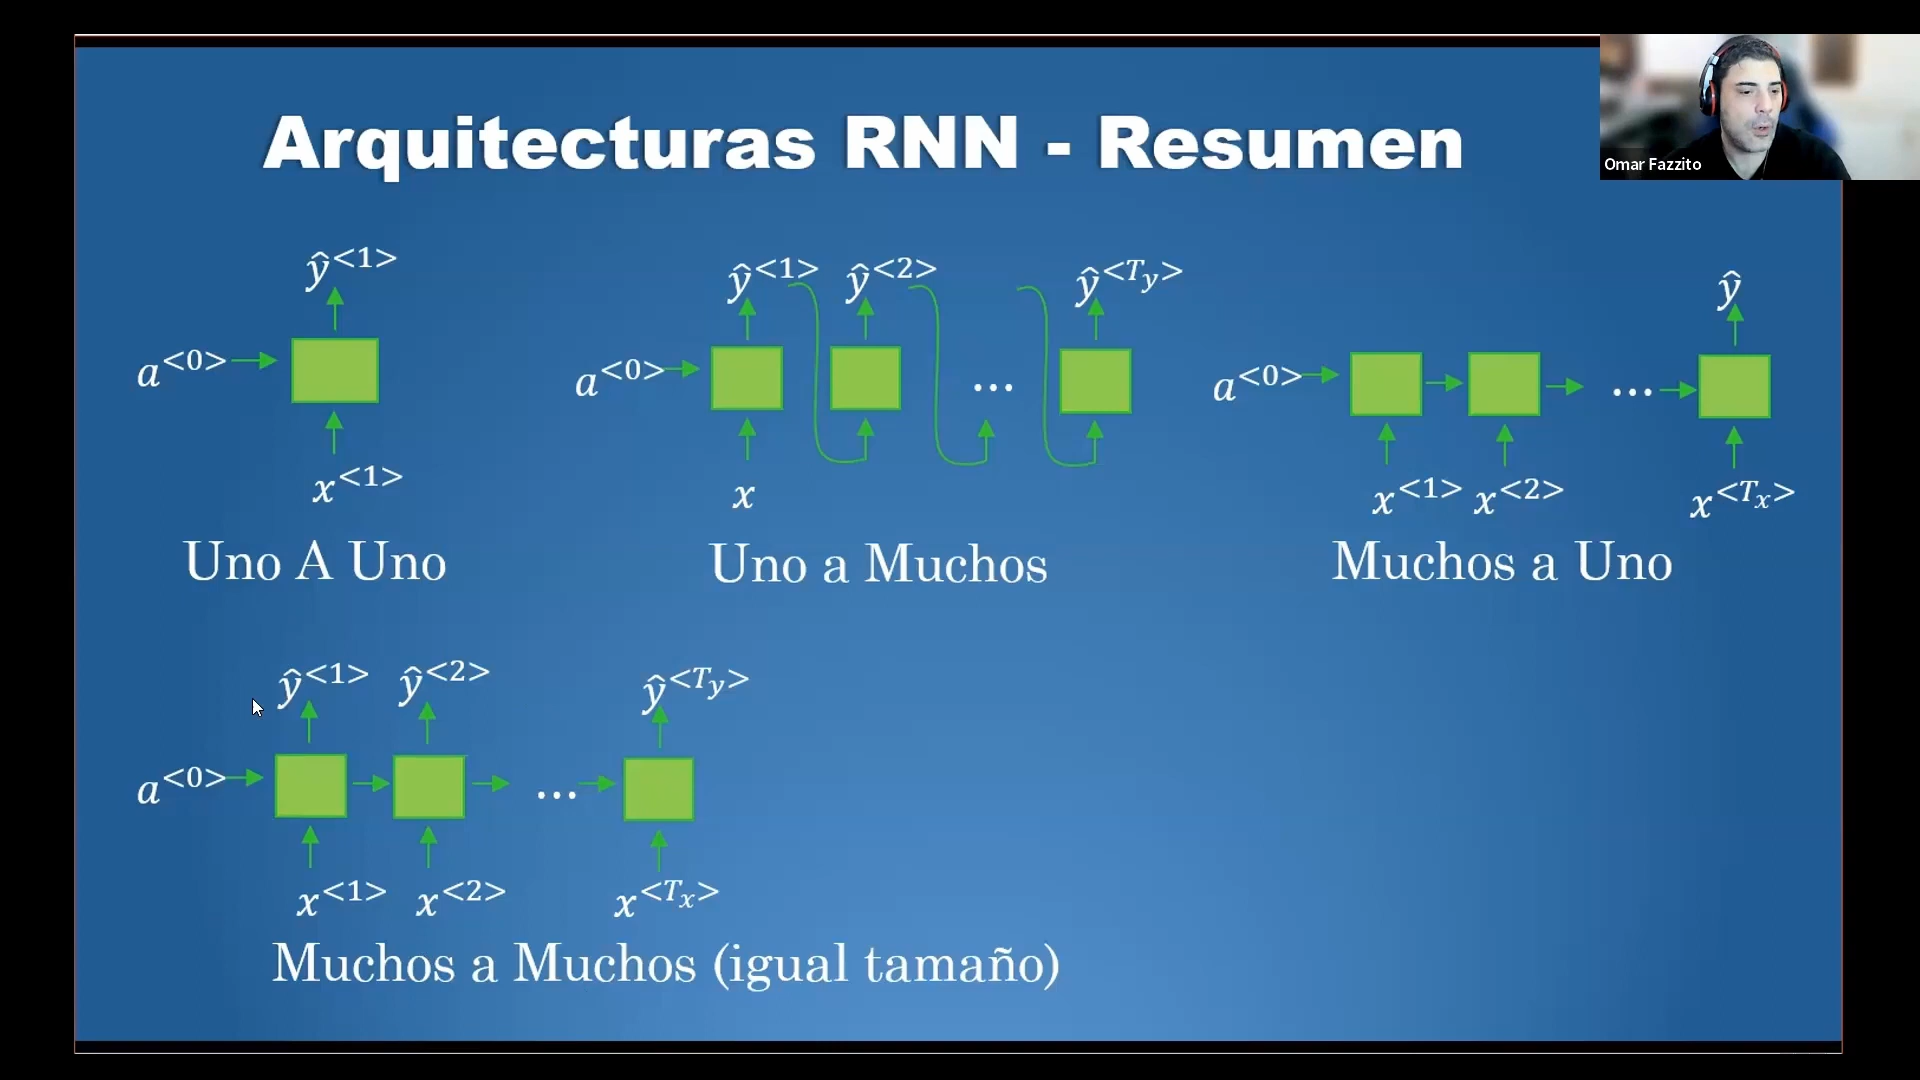 Arquitecturas RNN - Resumen
Omar Fazzito
ŷ<1>
a<0>
x<1>
Uno A Uno
ŷ<1> ŷ<2> ŷ<Ty>
a<0> ...
x
Uno a Muchos
ŷ
a<0> ...
x<1> x<2> x<Tx>
Muchos a Uno
ŷ<1> ŷ<2> ŷ<Ty>
a<0> ...
x<1> x<2> x<Tx>
Muchos a Muchos (igual tamaño)